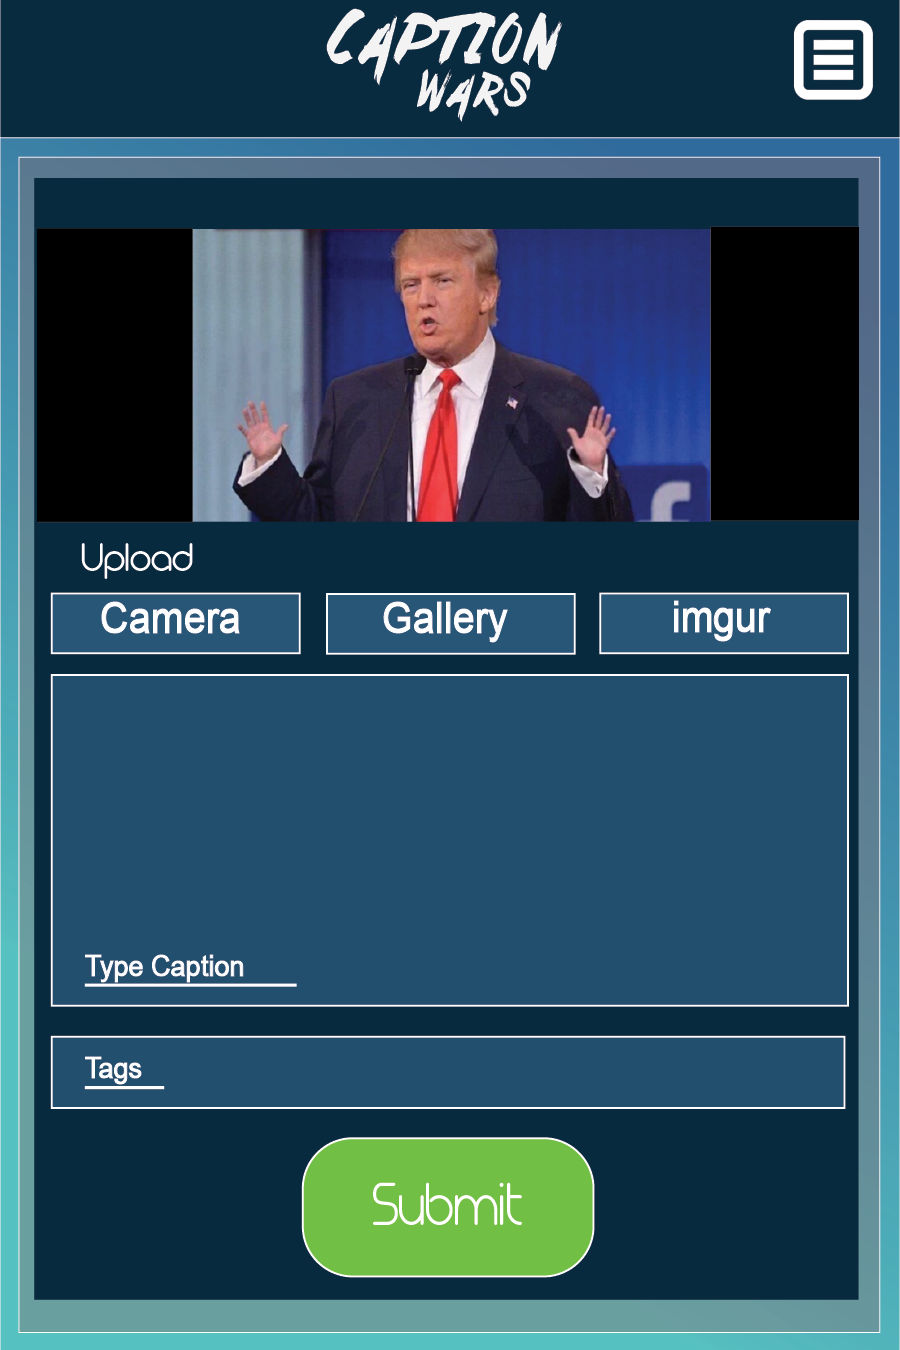 CAPTION
WARS
f
Upload
Camera
Gallery
imgur
Type Caption
Tags
Submit